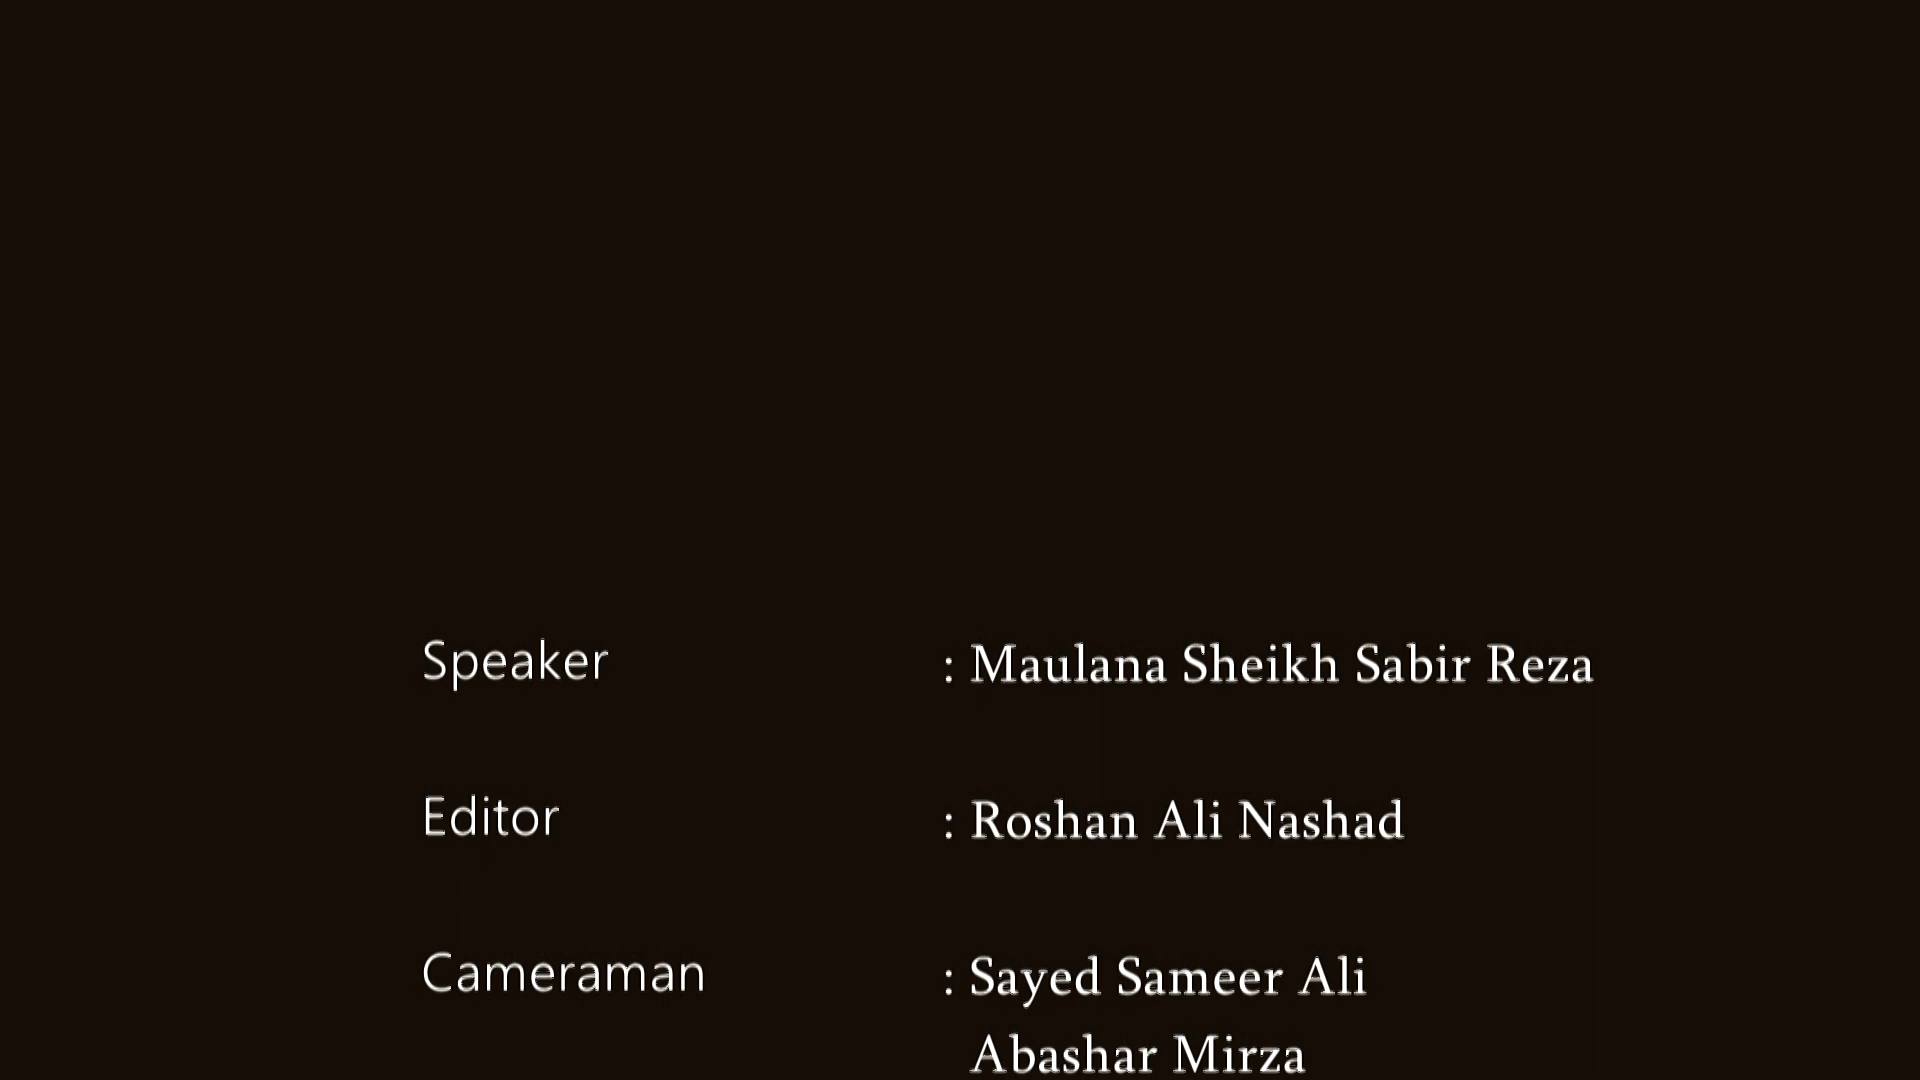 Speaker : Maulana Sheikh Sabir Reza
Editor : Roshan Ali Nashad
Cameraman : Sayed Sameer Ali
Abashar Mirza